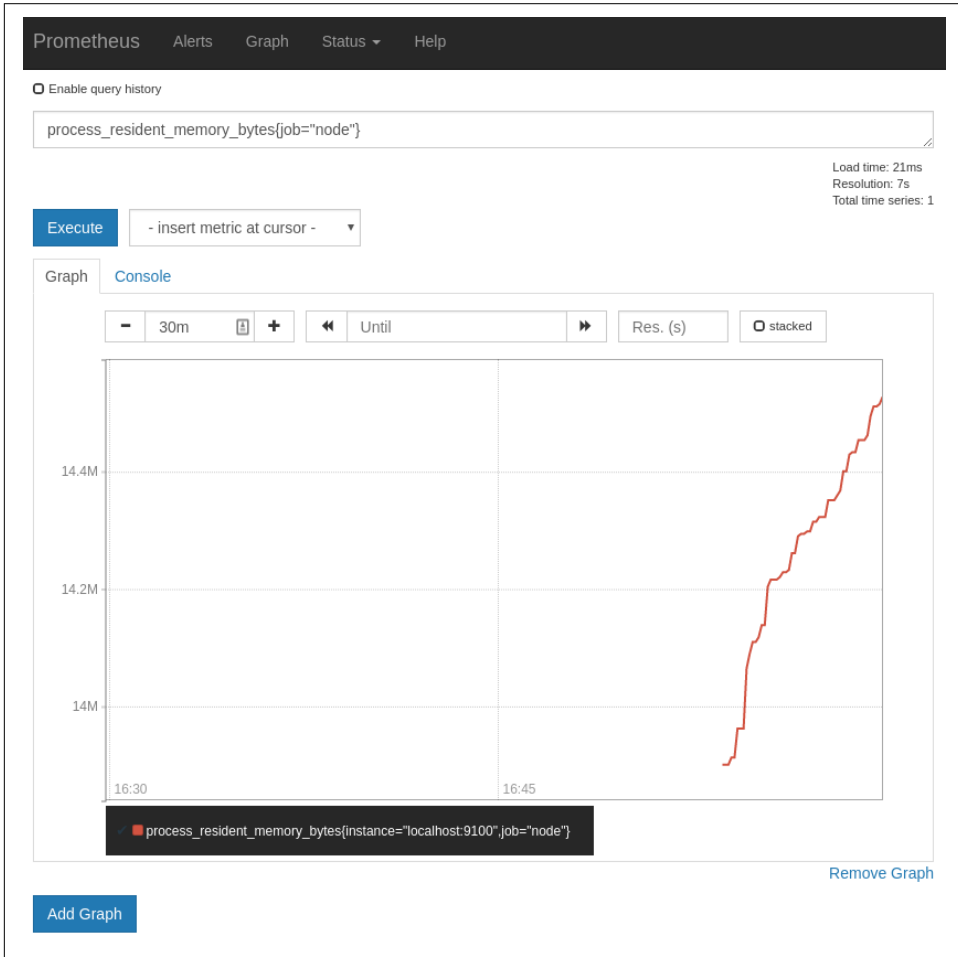 Prometheus Alerts Graph Status Help
Enable query history
process_resident_memory_bytes{job="node"}
Load time: 21ms
Resolution: 7s
Total time series: 1
Execute - insert metric at cursor -
Graph Console
30m Until Res. (s) stacked
14.4M
14.2M
14M
16:30 16:45
process_resident_memory_bytes{instance="localhost:9100",job="node"}
Remove Graph
Add Graph